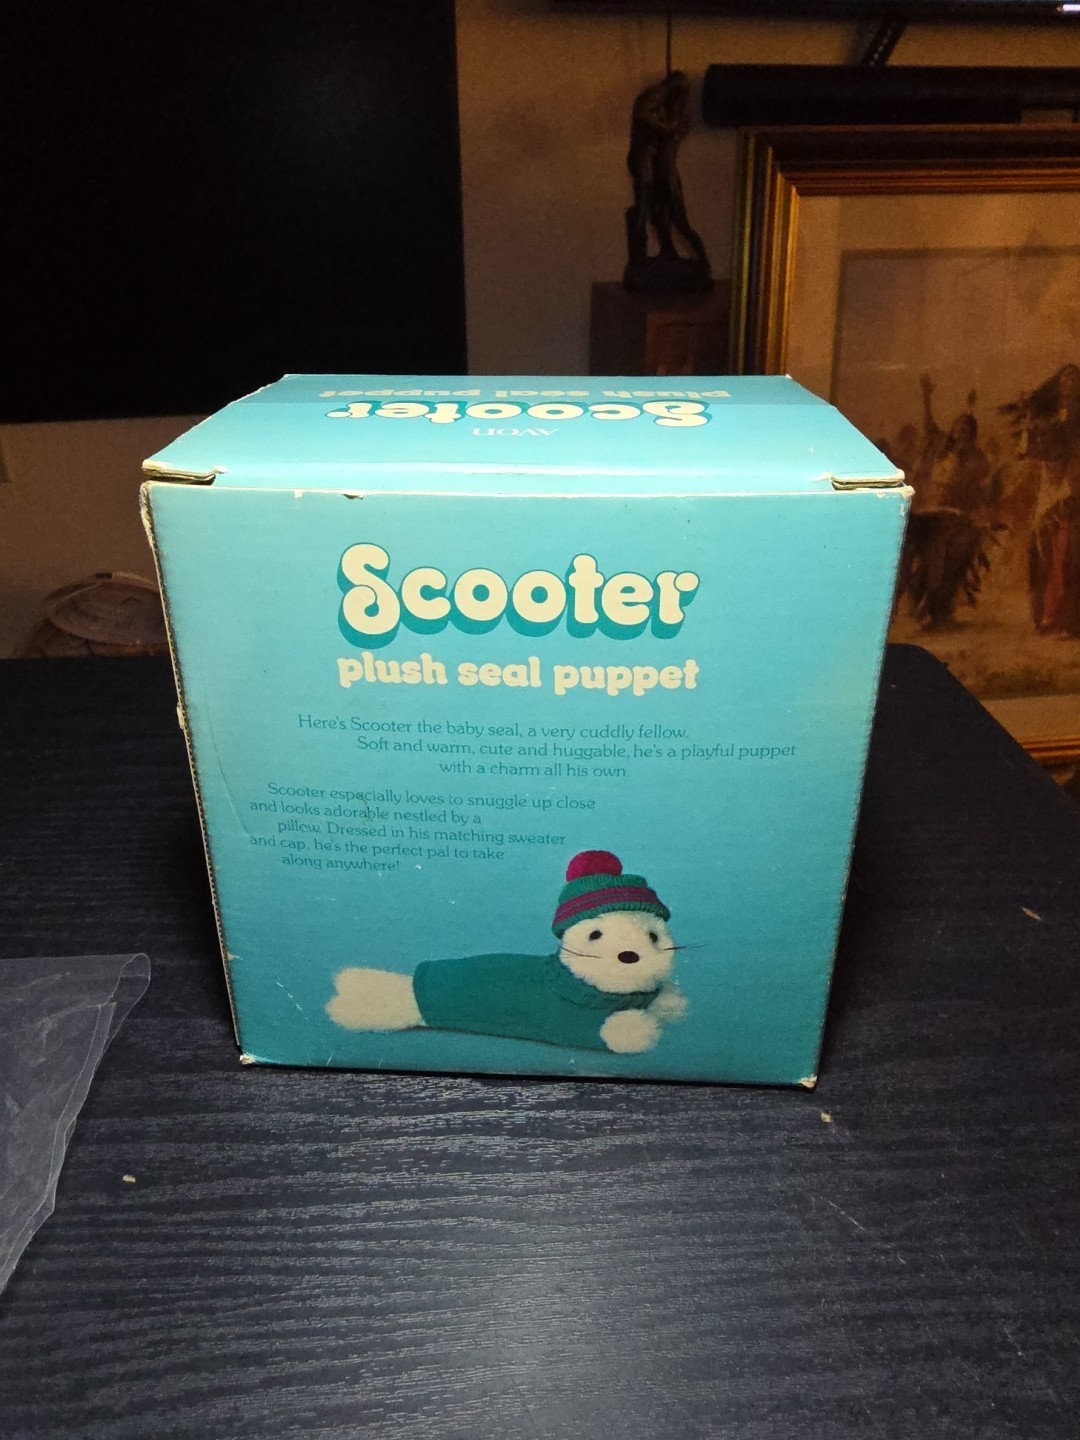 plush seal puppet
Scooter
AVON
Scooter
plush seal puppet
Here's Scooter the baby seal, a very cuddly fellow.
Soft and warm, cute and huggable, he's a playful puppet
with a charm all his own.
Scooter especially loves to snuggle up close
and looks adorable nestled by a
pillow. Dressed in his matching sweater
and cap, he's the perfect pal to take
along anywhere!